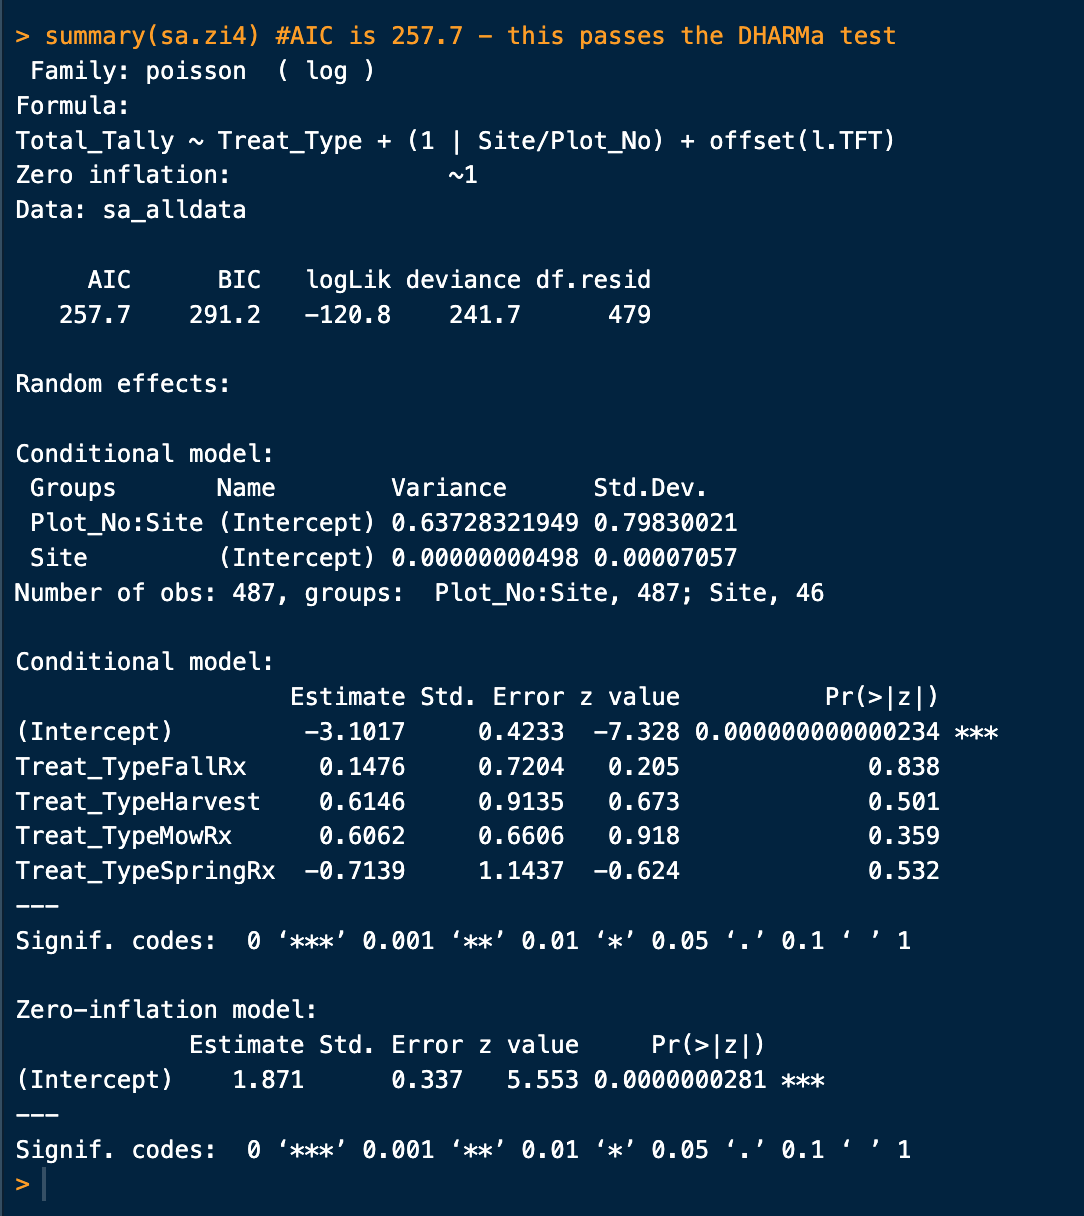 > summary(sa.zi4) #AIC is 257.7 - this passes the DHARMa test
 Family: poisson  ( log )
Formula:
Total_Tally ~ Treat_Type + (1 | Site/Plot_No) + offset(l.TFT)
Zero inflation:               ~1
Data: sa_alldata

     AIC      BIC   logLik deviance df.resid
   257.7    291.2   -120.8    241.7      479

Random effects:

Conditional model:
 Groups       Name        Variance      Std.Dev.
 Plot_No:Site (Intercept) 0.63728321949 0.79830021
 Site         (Intercept) 0.00000000498 0.00007057
Number of obs: 487, groups:  Plot_No:Site, 487; Site, 46

Conditional model:
                   Estimate Std. Error z value          Pr(>|z|)
(Intercept)         -3.1017     0.4233  -7.328 0.000000000000234 ***
Treat_TypeFallRx     0.1476     0.7204   0.205             0.838
Treat_TypeHarvest    0.6146     0.9135   0.673             0.501
Treat_TypeMowRx      0.6062     0.6606   0.918             0.359
Treat_TypeSpringRx  -0.7139     1.1437  -0.624             0.532
---
Signif. codes:  0 ‘***’ 0.001 ‘**’ 0.01 ‘*’ 0.05 ‘.’ 0.1 ‘ ’ 1

Zero-inflation model:
            Estimate Std. Error z value     Pr(>|z|)
(Intercept)    1.871      0.337   5.553 0.0000000281 ***
---
Signif. codes:  0 ‘***’ 0.001 ‘**’ 0.01 ‘*’ 0.05 ‘.’ 0.1 ‘ ’ 1
>